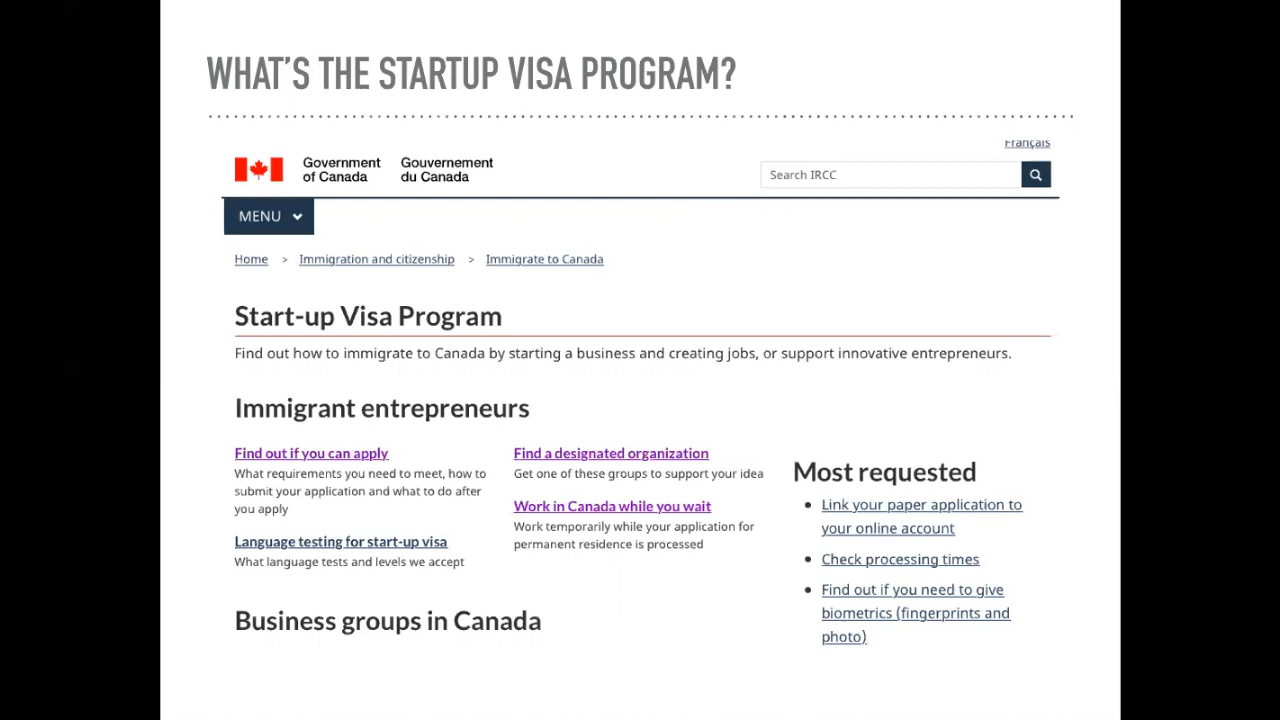 WHAT'S THE STARTUP VISA PROGRAM?
Français
Government of Canada
Gouvernement du Canada
Search IRCC
MENU
Home > Immigration and citizenship > Immigrate to Canada
Start-up Visa Program
Find out how to immigrate to Canada by starting a business and creating jobs, or support innovative entrepreneurs.
Immigrant entrepreneurs
Find out if you can apply
What requirements you need to meet, how to
submit your application and what to do after
you apply
Language testing for start-up visa
What language tests and levels we accept
Find a designated organization
Get one of these groups to support your idea
Work in Canada while you wait
Work temporarily while your application for
permanent residence is processed
Most requested
• Link your paper application to
your online account
• Check processing times
• Find out if you need to give
biometrics (fingerprints and
photo)
Business groups in Canada